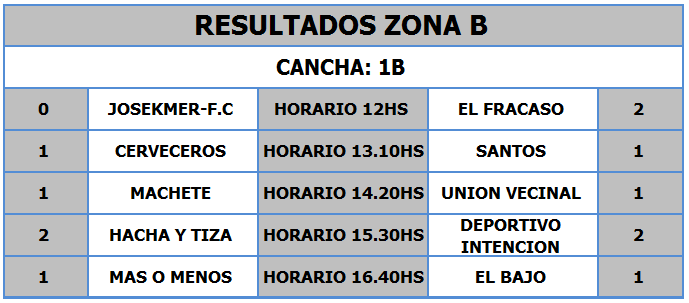 RESULTADOS ZONA B
CANCHA: 1B
0 JOSEKMER-F.C HORARIO 12HS EL FRACASO 2
1 CERVECEROS HORARIO 13.10HS SANTOS 1
1 MACHETE HORARIO 14.20HS UNION VECINAL 1
2 HACHA Y TIZA HORARIO 15.30HS DEPORTIVO INTENCION 2
1 MAS O MENOS HORARIO 16.40HS EL BAJO 1